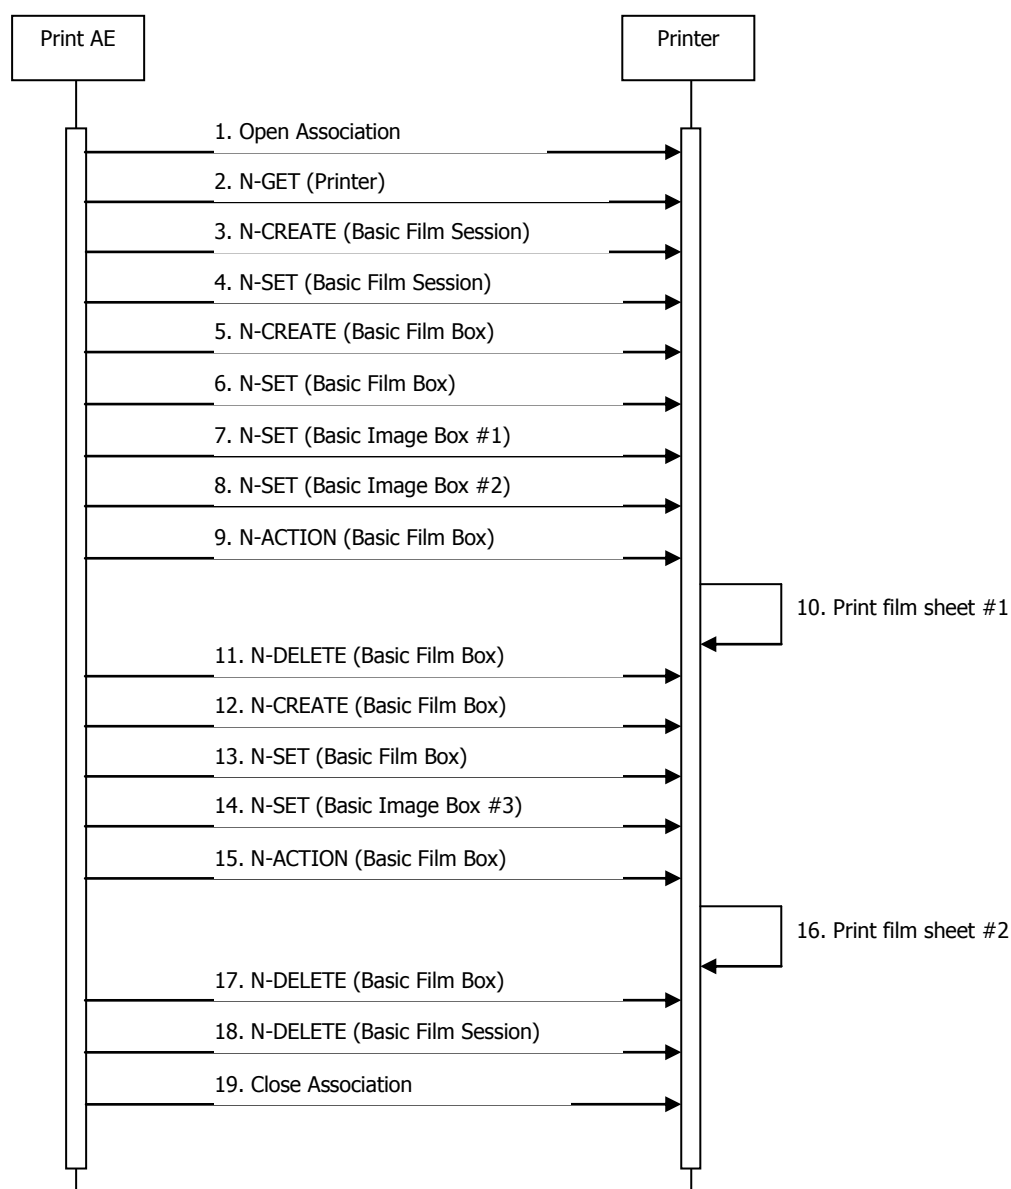 Print AE
Printer
1. Open Association
2. N-GET (Printer)
3. N-CREATE (Basic Film Session)
4. N-SET (Basic Film Session)
5. N-CREATE (Basic Film Box)
6. N-SET (Basic Film Box)
7. N-SET (Basic Image Box #1)
8. N-SET (Basic Image Box #2)
9. N-ACTION (Basic Film Box)
10. Print film sheet #1
11. N-DELETE (Basic Film Box)
12. N-CREATE (Basic Film Box)
13. N-SET (Basic Film Box)
14. N-SET (Basic Image Box #3)
15. N-ACTION (Basic Film Box)
16. Print film sheet #2
17. N-DELETE (Basic Film Box)
18. N-DELETE (Basic Film Session)
19. Close Association